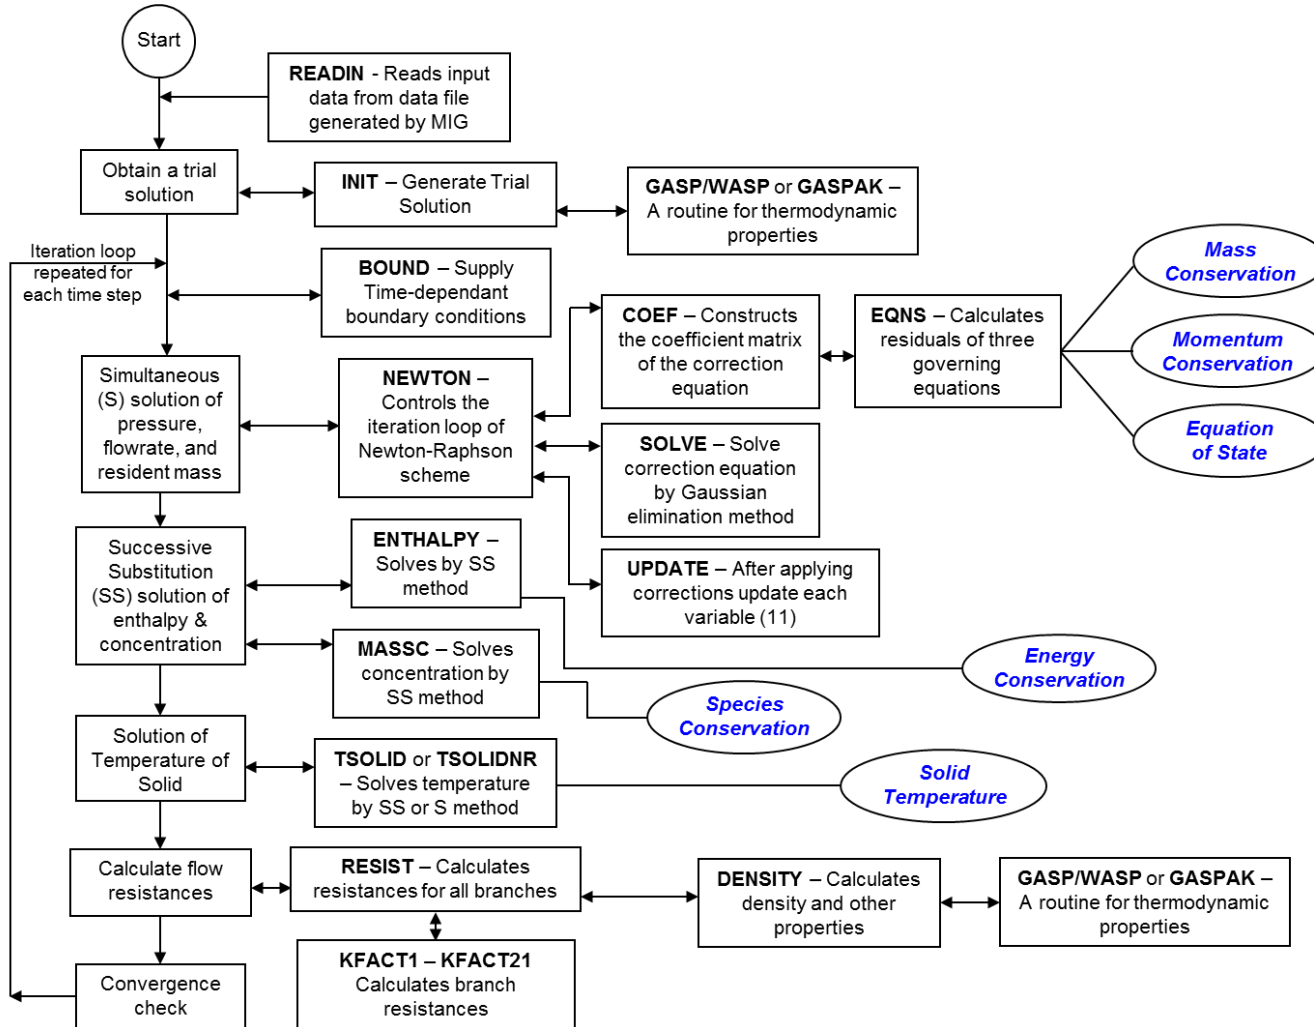 Start
READIN - Reads input
data from data file
generated by MIG
Obtain a trial
solution
INIT – Generate Trial
Solution
GASP/WASP or GASPAK –
A routine for thermodynamic
properties
Iteration loop
repeated for
each time step
BOUND – Supply
Time-dependant
boundary conditions
Mass
Conservation
COEF – Constructs
the coefficient matrix
of the correction
equation
EQNS – Calculates
residuals of three
governing
equations
Momentum
Conservation
Equation
of State
Simultaneous
(S) solution of
pressure,
flowrate, and
resident mass
NEWTON –
Controls the
iteration loop of
Newton-Raphson
scheme
SOLVE – Solve
correction equation
by Gaussian
elimination method
UPDATE – After applying
corrections update each
variable (11)
Successive
Substitution
(SS) solution of
enthalpy &
concentration
ENTHALPY –
Solves by SS
method
MASSC – Solves
concentration by
SS method
Energy
Conservation
Species
Conservation
Solution of
Temperature of
Solid
TSOLID or TSOLIDNR
– Solves temperature
by SS or S method
Solid
Temperature
Calculate flow
resistances
RESIST – Calculates
resistances for all branches
DENSITY – Calculates
density and other
properties
GASP/WASP or GASPAK –
A routine for thermodynamic
properties
KFACT1 – KFACT21
Calculates branch
resistances
Convergence
check